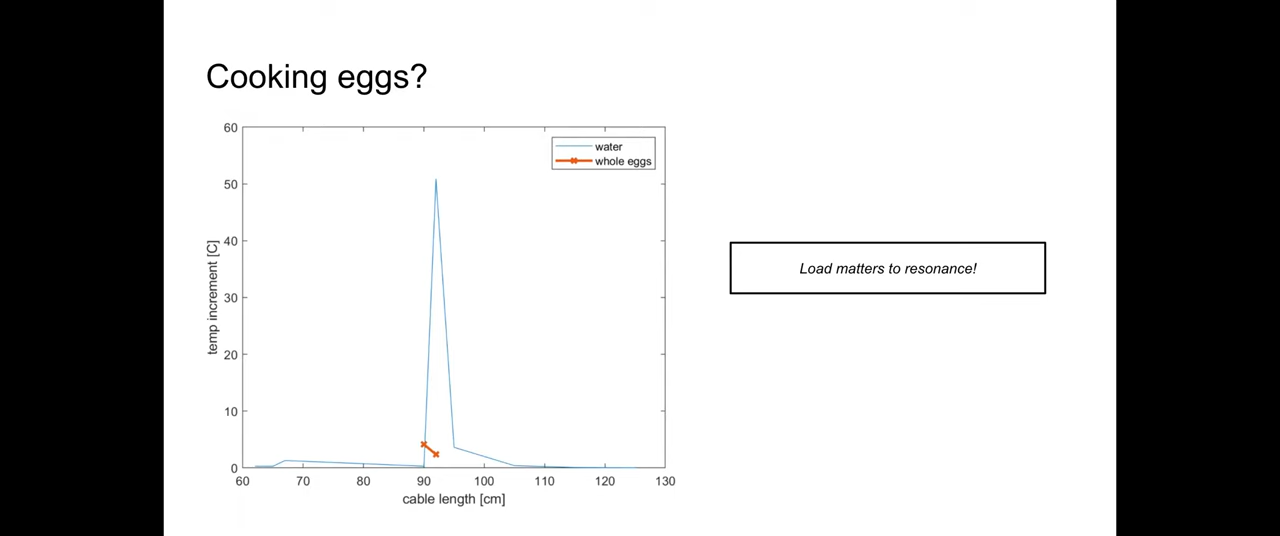 Cooking eggs?
60
50
40
30
20
10
0
temp increment [C]
water
whole eggs
60 70 80 90 100 110 120 130
cable length [cm]
Load matters to resonance!